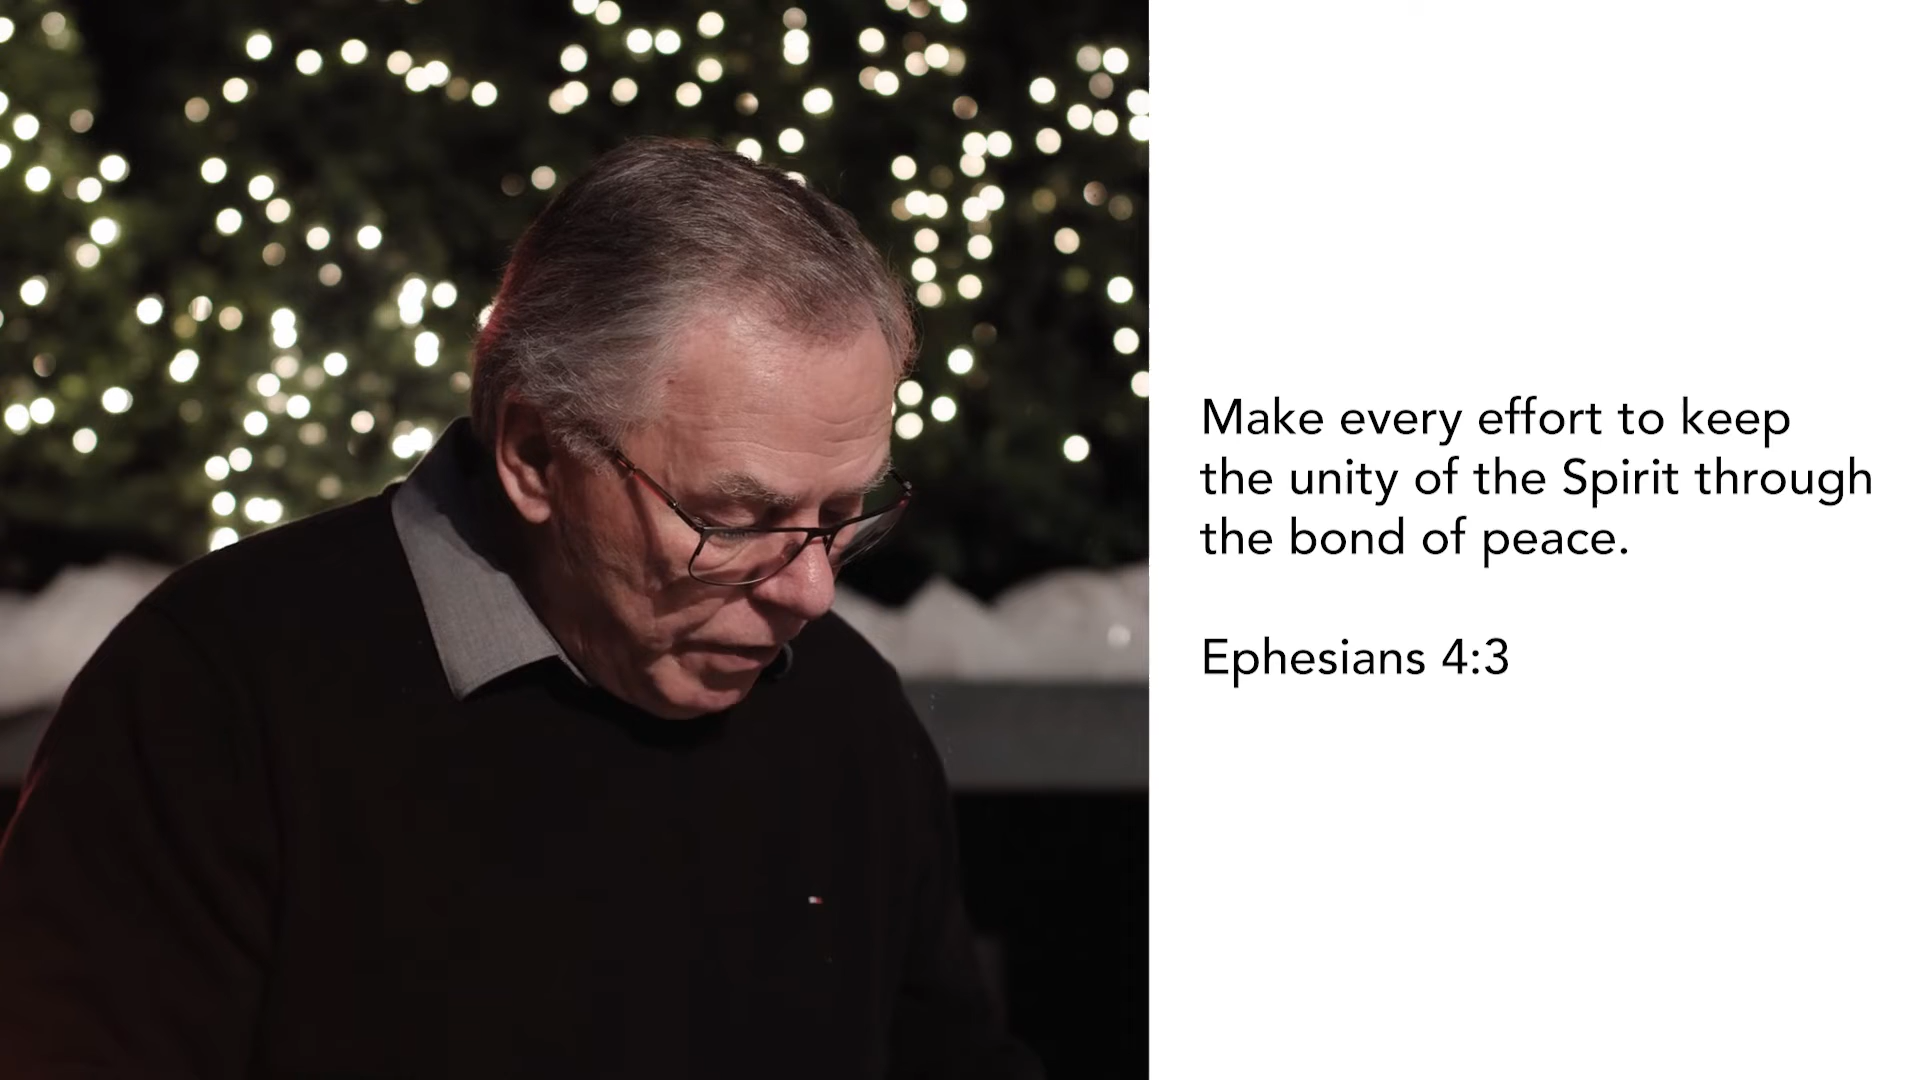 Make every effort to keep
the unity of the Spirit through
the bond of peace.
Ephesians 4:3